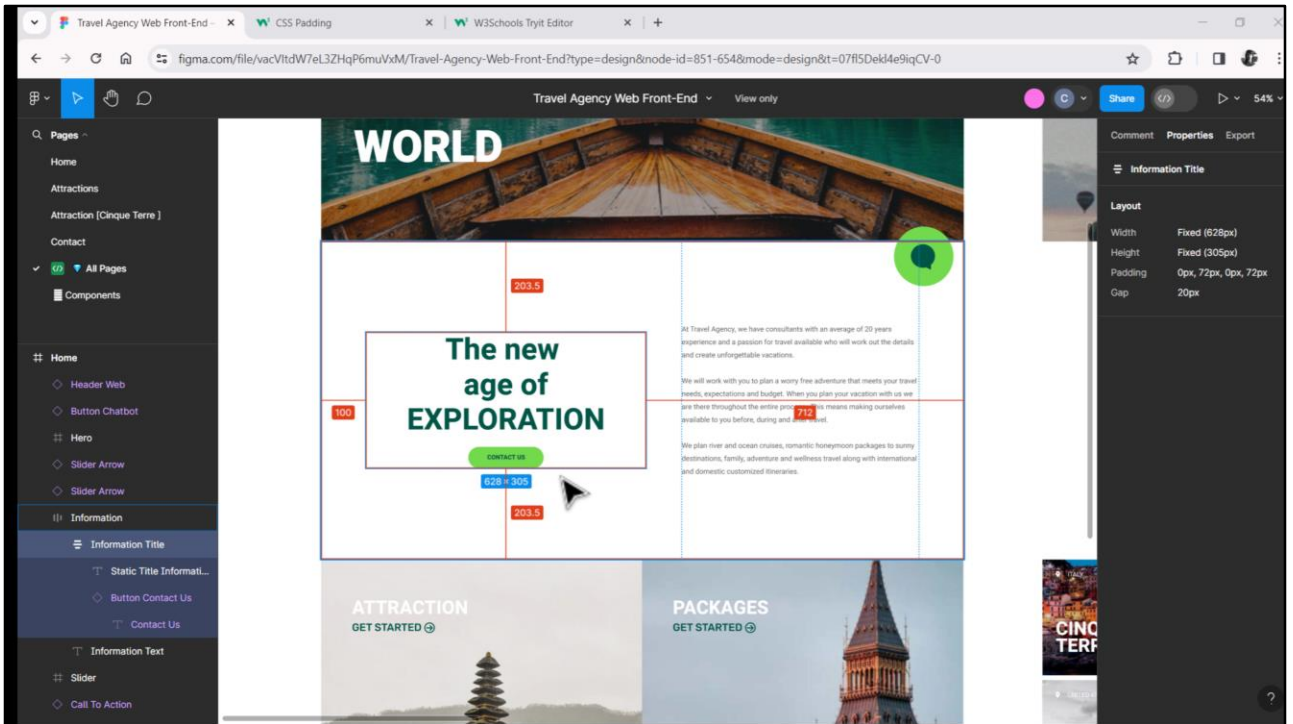 Travel Agency Web Front-End –
CSS Padding
W3Schools Tryit Editor
figma.com/file/vacVItdW7eL3ZHqP6muVxM/Travel-Agency-Web-Front-End?type=design&node-id=851-654&mode=design&t=07fl5Dekl4e9iqCV-0
Travel Agency Web Front-End
View only
C
Share
54%
Pages
Home
Attractions
Attraction [Cinque Terre ]
Contact
All Pages
Components
Home
Header Web
Button Chatbot
Hero
Slider Arrow
Slider Arrow
Information
Information Title
Static Title Informati...
Button Contact Us
Contact Us
Information Text
Slider
Call To Action
WORLD
203.5
The new
age of
EXPLORATION
CONTACT US
100
628 × 305
203.5
At Travel Agency, we have consultants with an average of 20 years
experience and a passion for travel available who will work out the details
and create unforgettable vacations.
We will work with you to plan a worry free adventure that meets your travel
needs, expectations and budget. When you plan your vacation with us we
are there throughout the entire This means making ourselves
712
available to you before, during and travel.
We plan river and ocean cruises, romantic honeymoon packages to sunny
destinations, family, adventure and wellness travel along with international
and domestic customized itineraries.
ATTRACTION
GET STARTED
PACKAGES
GET STARTED
ITALY
CINQ
TERR
Comment Properties Export
Information Title
Layout
Width Fixed (628px)
Height Fixed (305px)
Padding 0px, 72px, 0px, 72px
Gap 20px
?